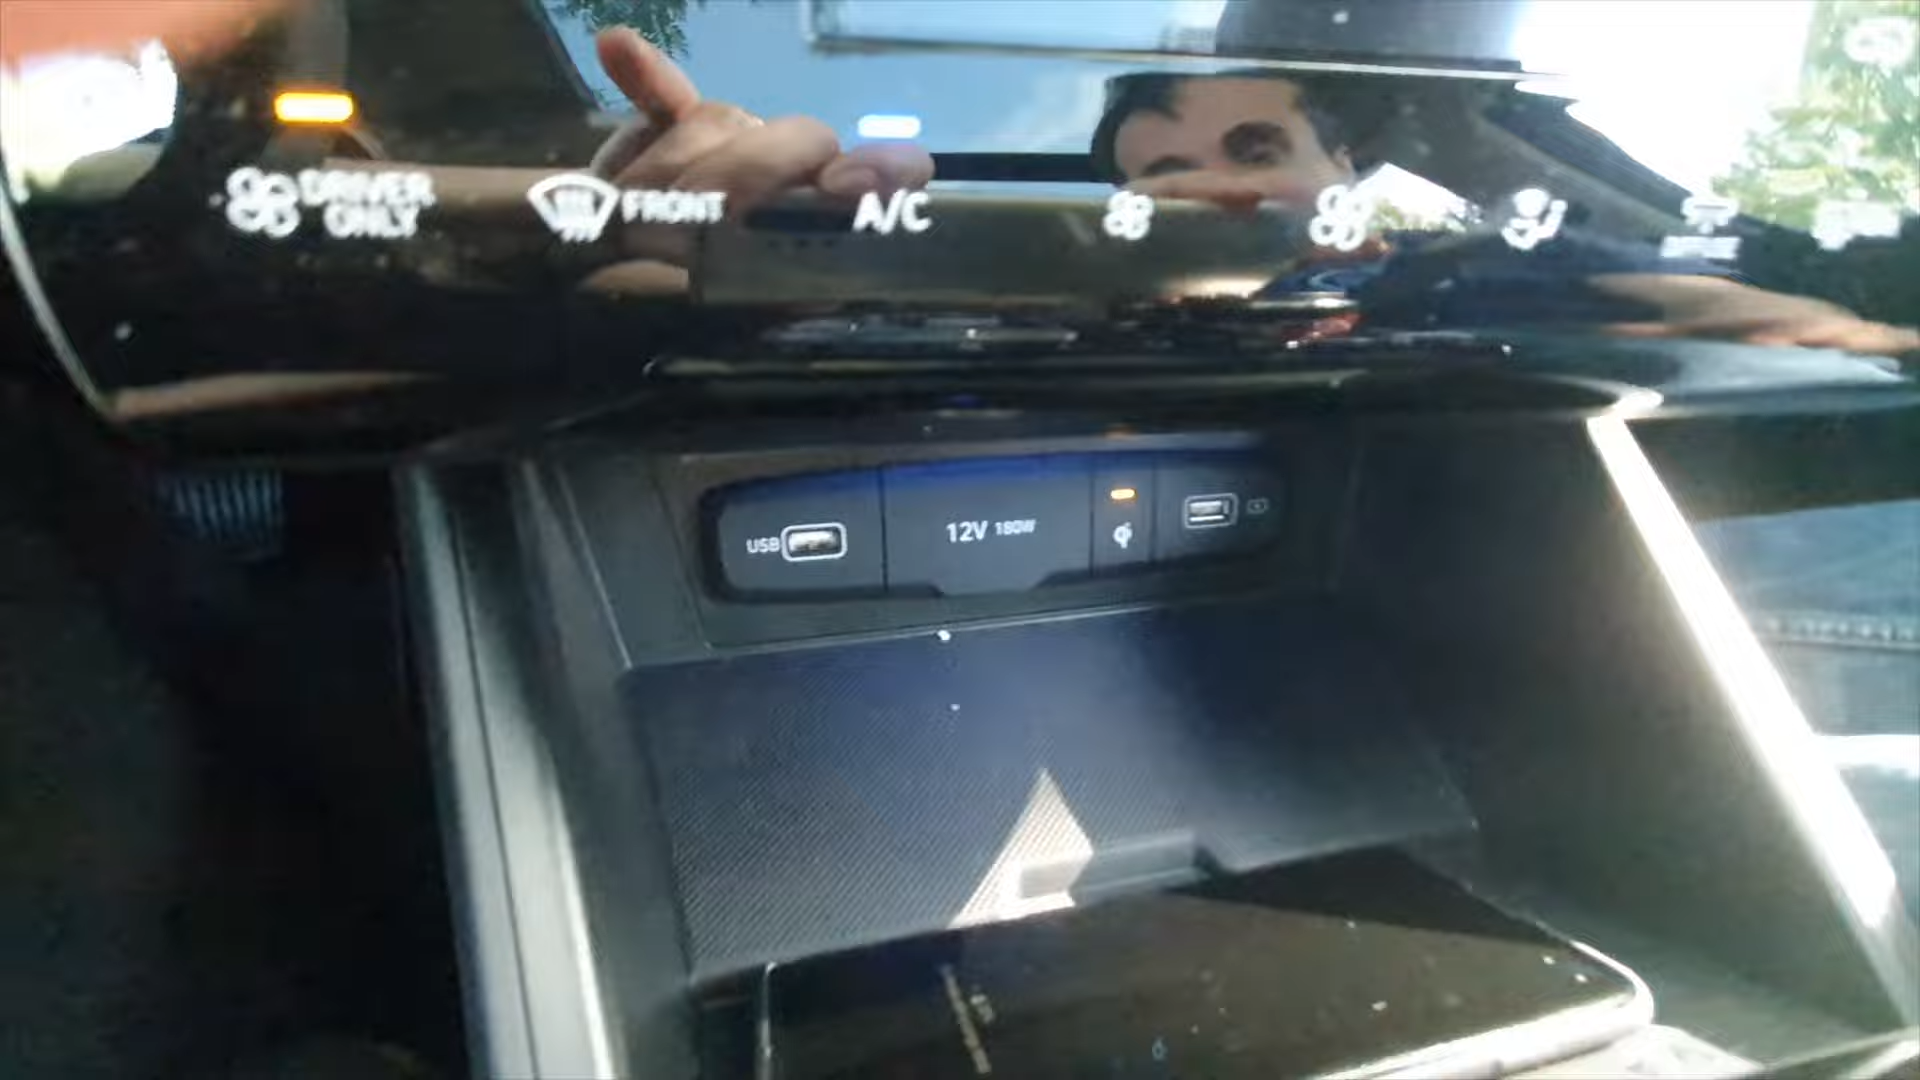 DRIVER
ONLY
FRONT
A/C
USB
12V 180W